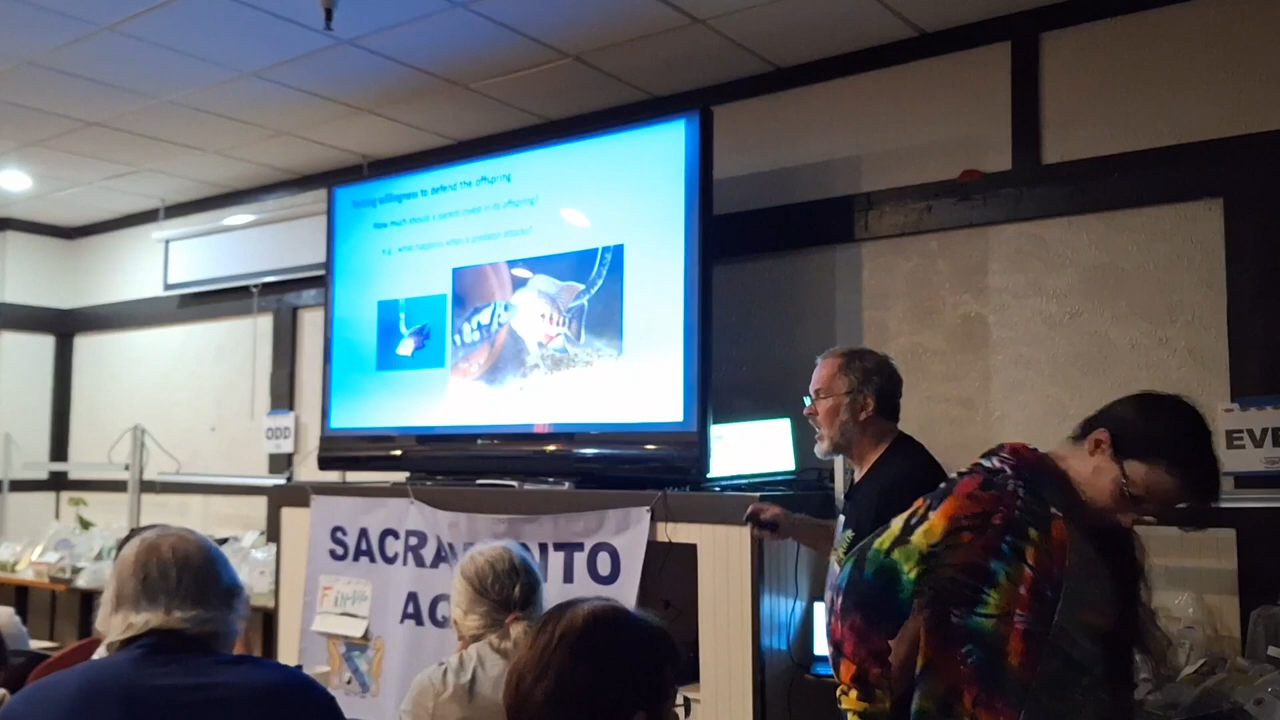 Testing willingness to defend the offspring
How much should a parent invest in its offspring?
e.g., what happens when a predator attacks?
ODD
EVE
SACRA NTO
AQ